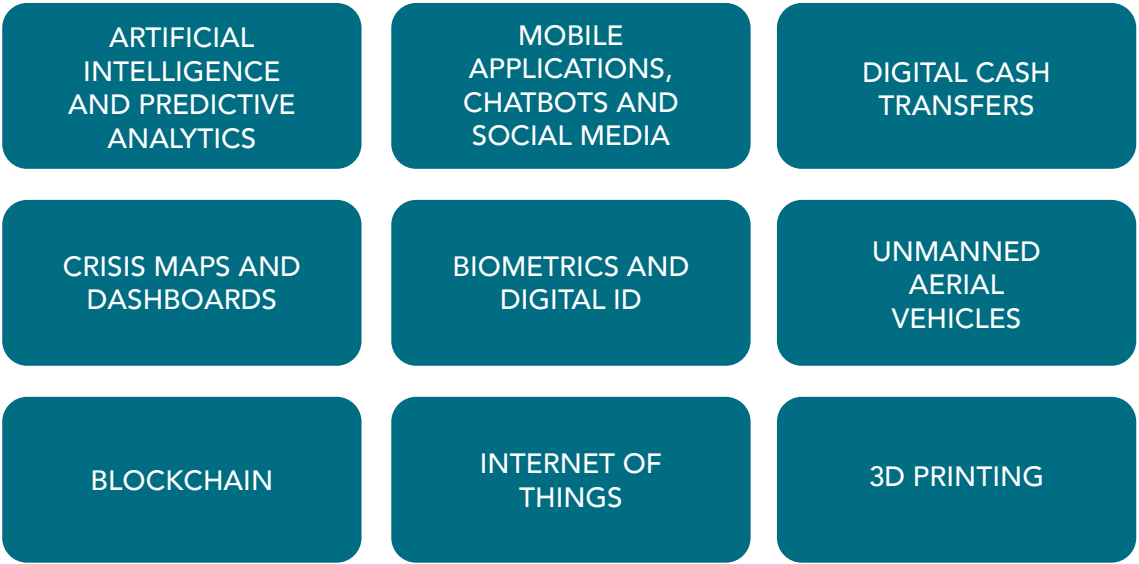 ARTIFICIAL
INTELLIGENCE
AND PREDICTIVE
ANALYTICS
MOBILE
APPLICATIONS,
CHATBOTS AND
SOCIAL MEDIA
DIGITAL CASH
TRANSFERS
CRISIS MAPS AND
DASHBOARDS
BIOMETRICS AND
DIGITAL ID
UNMANNED
AERIAL
VEHICLES
BLOCKCHAIN
INTERNET OF
THINGS
3D PRINTING